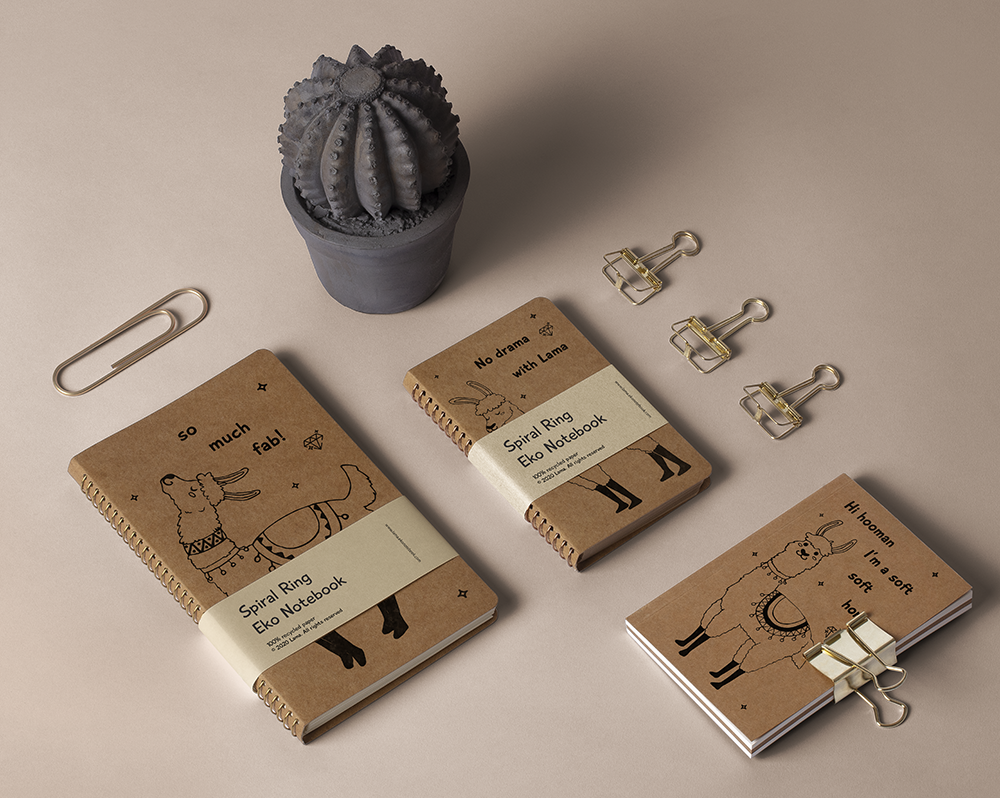 so
much
fab!
Spiral Ring
Eko Notebook
100% recycled paper
© 2020 Lama. All rights reserved
No drama
with Lama
Spiral Ring
Eko Notebook
100% recycled paper
© 2020 Lama. All rights reserved
Hi hooman
I'm a soft
soft